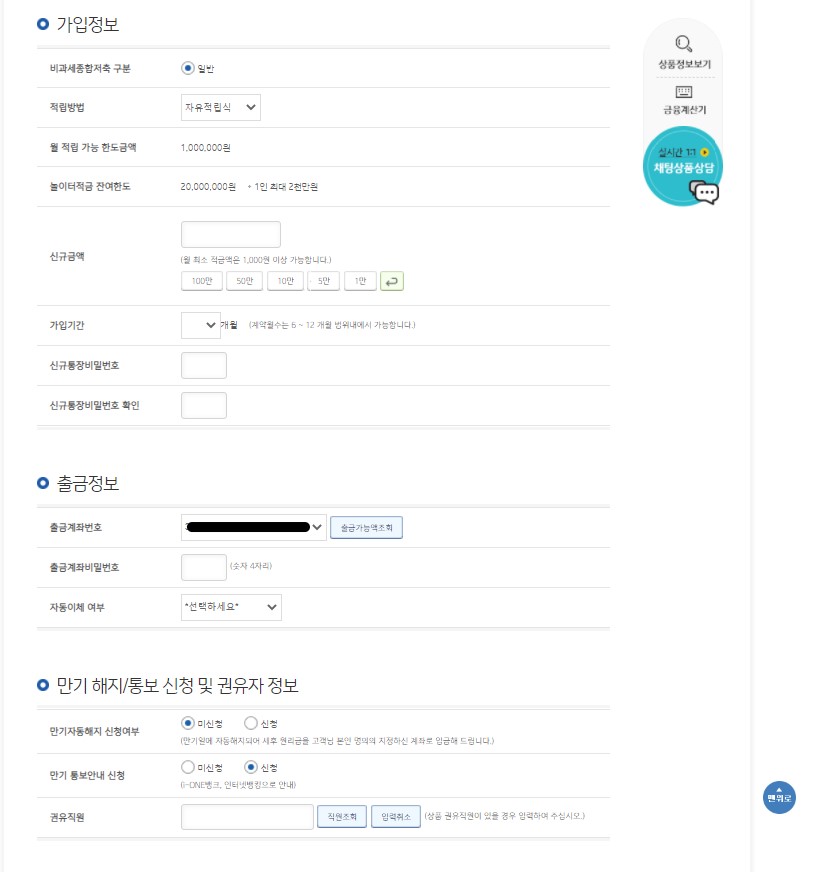 가입정보
비과세종합저축 구분 일반
적립방법 자유적립식
월 적립 가능 한도금액 1,000,000원
놀이터적금 잔여한도 20,000,000원 * 1인 최대 2천만원
신규금액
(월 최소 적금액은 1,000원 이상 가능합니다.)
100만 50만 10만 5만 1만
가입기간 개월 (계약월수는 6 ~ 12 개월 범위내에서 가능합니다.)
신규통장비밀번호
신규통장비밀번호 확인
출금정보
출금계좌번호 출금가능액조회
출금계좌비밀번호 (숫자 4자리)
자동이체 여부 *선택하세요*
만기 해지/통보 신청 및 권유자 정보
만기자동해지 신청여부 미신청 신청
(만기일에 자동해지되어 세후 원리금을 고객님 본인 명의의 지정하신 계좌로 입금해 드립니다.)
만기 통보안내 신청 미신청 신청
(i-ONE뱅크, 인터넷뱅킹으로 안내)
권유직원 직원조회 입력취소 (상품 권유직원이 있을 경우 입력하여 주십시오.)
상품정보보기
금융계산기
실시간 1:1
채팅상품상담
맨위로